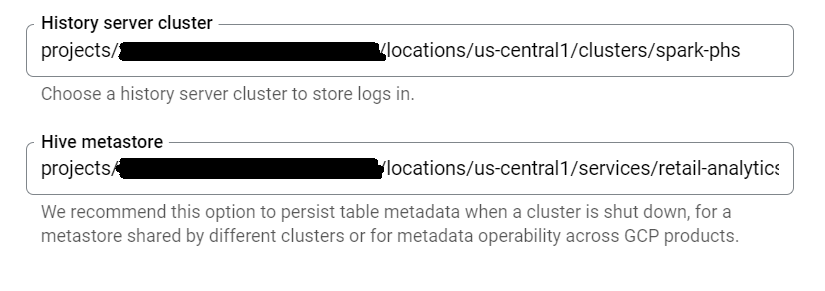 History server cluster
projects/ /locations/us-central1/clusters/spark-phs
Choose a history server cluster to store logs in.
Hive metastore
projects/ /locations/us-central1/services/retail-analytics
We recommend this option to persist table metadata when a cluster is shut down, for a
metastore shared by different clusters or for metadata operability across GCP products.